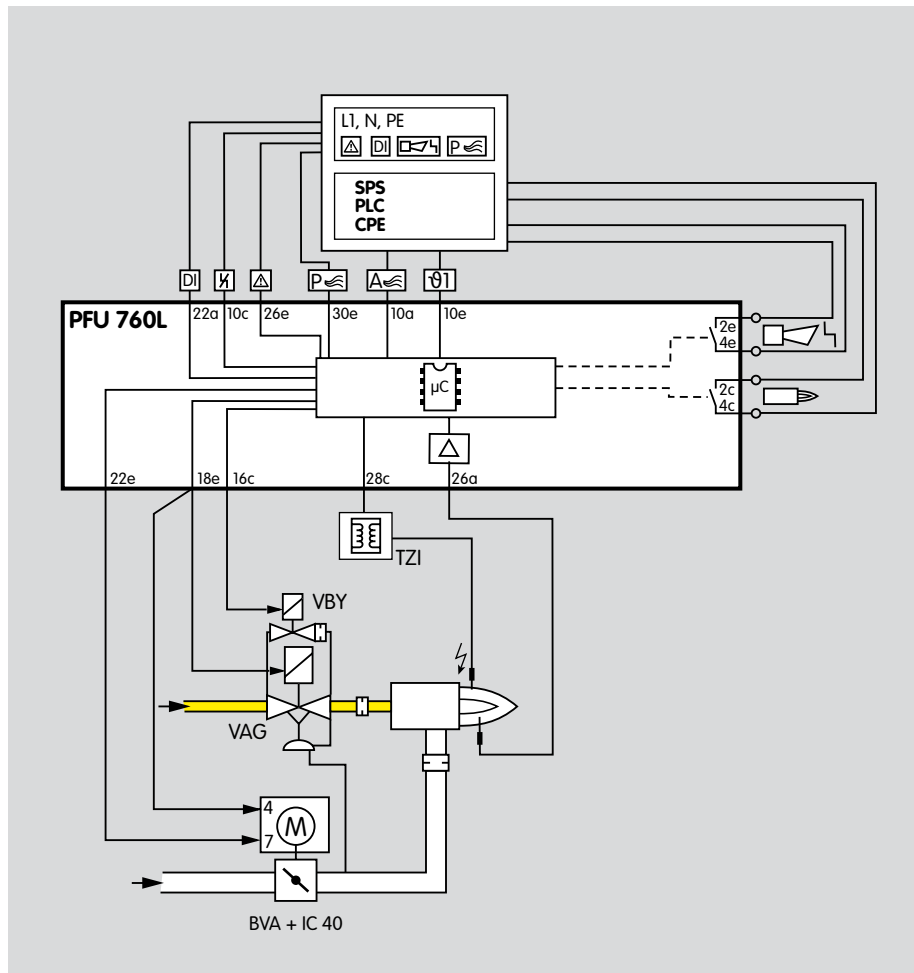 L1, N, PE
DI P
SPS
PLC
CPE
DI P A ϑ1
PFU 760L
22a 10c 26e 30e 10a 10e
2e
4e
µC
2c
4c
22e 18e 16c 28c 26a
TZI
VBY
VAG
4
M
7
BVA + IC 40